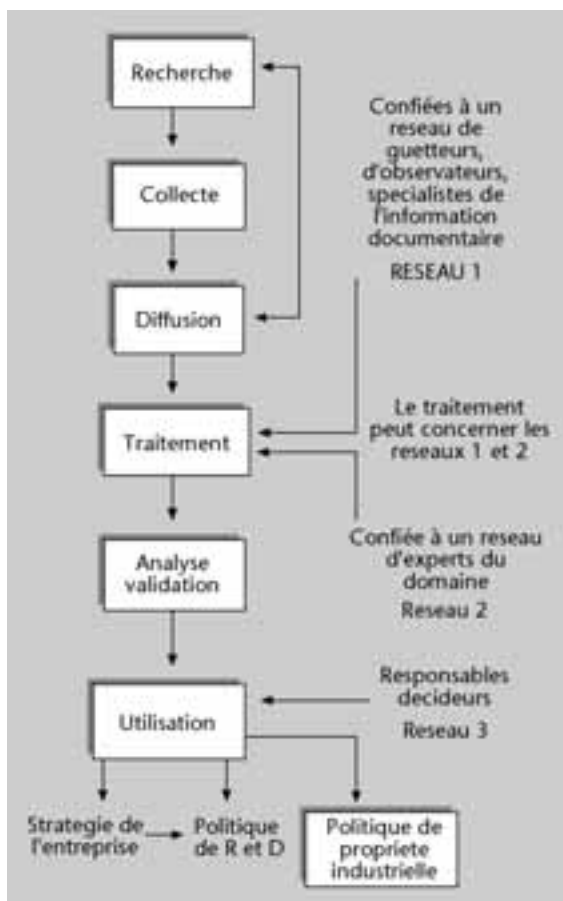 Recherche
Confiées à un
reseau de
guetteurs,
d'observateurs,
specialistes de
l'information
documentaire
RESEAU 1
Collecte
Diffusion
Traitement
Le traitement
peut concerner les
reseaux 1 et 2
Confiée à un reseau
d'experts du
domaine
Reseau 2
Analyse
validation
Responsables
decideurs
Reseau 3
Utilisation
Strategie de
l'entreprise
Politique
de R et D
Politique de
propriete
industrielle